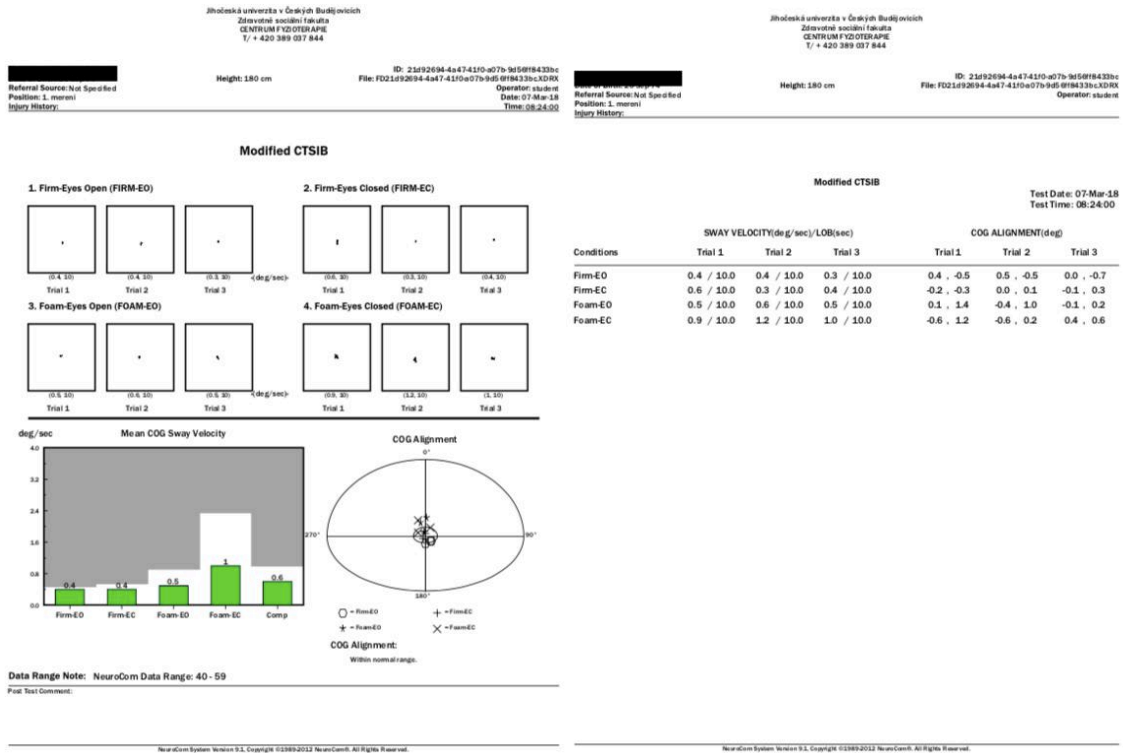 Jihočeská univerzita v Českých Budějovicích
Zdravotně sociální fakulta
CENTRUM FYZIOTERAPIE
T/ + 420 389 037 844
Height: 180 cm
ID: 21d92694-4a47-41f0-a07b-9d56ff8433bc
File: FD21d92694-4a47-41f0-a07b-9d56ff8433bc.XDRX
Referral Source: Not Specified
Operator: student
Position: 1. mereni
Date: 07-Mar-18
Injury History:
Time: 08:24:00
Modified CTSIB
1. Firm-Eyes Open (FIRM-EO)
2. Firm-Eyes Closed (FIRM-EC)
(0.4, 10) (0.4, 10) (0.3, 10) -(deg/sec)- (0.6, 10) (0.3, 10) (0.4, 10)
Trial 1 Trial 2 Trial 3 Trial 1 Trial 2 Trial 3
3. Foam-Eyes Open (FOAM-EO)
4. Foam-Eyes Closed (FOAM-EC)
(0.5, 10) (0.6, 10) (0.5, 10) -(deg/sec)- (0.9, 10) (1.2, 10) (1, 10)
Trial 1 Trial 2 Trial 3 Trial 1 Trial 2 Trial 3
deg/sec Mean COG Sway Velocity
4.0
3.2
2.4
1.6
0.8
0.0
0.4 0.4 0.5 1 0.6
Firm-EO Firm-EC Foam-EO Foam-EC Comp
COG Alignment
0°
270° 90°
180°
= Firm-EO = Firm-EC
= Foam-EO = Foam-EC
COG Alignment:
Within normal range.
Data Range Note: NeuroCom Data Range: 40 - 59
Post Test Comment:
NeuroCom System Version 9.1, Copyright ©1989-2012 NeuroCom®. All Rights Reserved.
Jihočeská univerzita v Českých Budějovicích
Zdravotně sociální fakulta
CENTRUM FYZIOTERAPIE
T/ + 420 389 037 844
Height: 180 cm
ID: 21d92694-4a47-41f0-a07b-9d56ff8433bc
File: FD21d92694-4a47-41f0-a07b-9d56ff8433bc.XDRX
Referral Source: Not Specified
Operator: student
Position: 1. mereni
Injury History:
Modified CTSIB
Test Date: 07-Mar-18
Test Time: 08:24:00
SWAY VELOCITY(deg/sec)/LOB(sec) COG ALIGNMENT(deg)
Conditions Trial 1 Trial 2 Trial 3 Trial 1 Trial 2 Trial 3
Firm-EO 0.4 / 10.0 0.4 / 10.0 0.3 / 10.0 0.4 , -0.5 0.5 , -0.5 0.0 , -0.7
Firm-EC 0.6 / 10.0 0.3 / 10.0 0.4 / 10.0 -0.2 , -0.3 0.0 , 0.1 -0.1 , 0.3
Foam-EO 0.5 / 10.0 0.6 / 10.0 0.5 / 10.0 0.1 , 1.4 -0.4 , 1.0 -0.1 , 0.2
Foam-EC 0.9 / 10.0 1.2 / 10.0 1.0 / 10.0 -0.6 , 1.2 -0.6 , 0.2 0.4 , 0.6
NeuroCom System Version 9.1, Copyright ©1989-2012 NeuroCom®. All Rights Reserved.